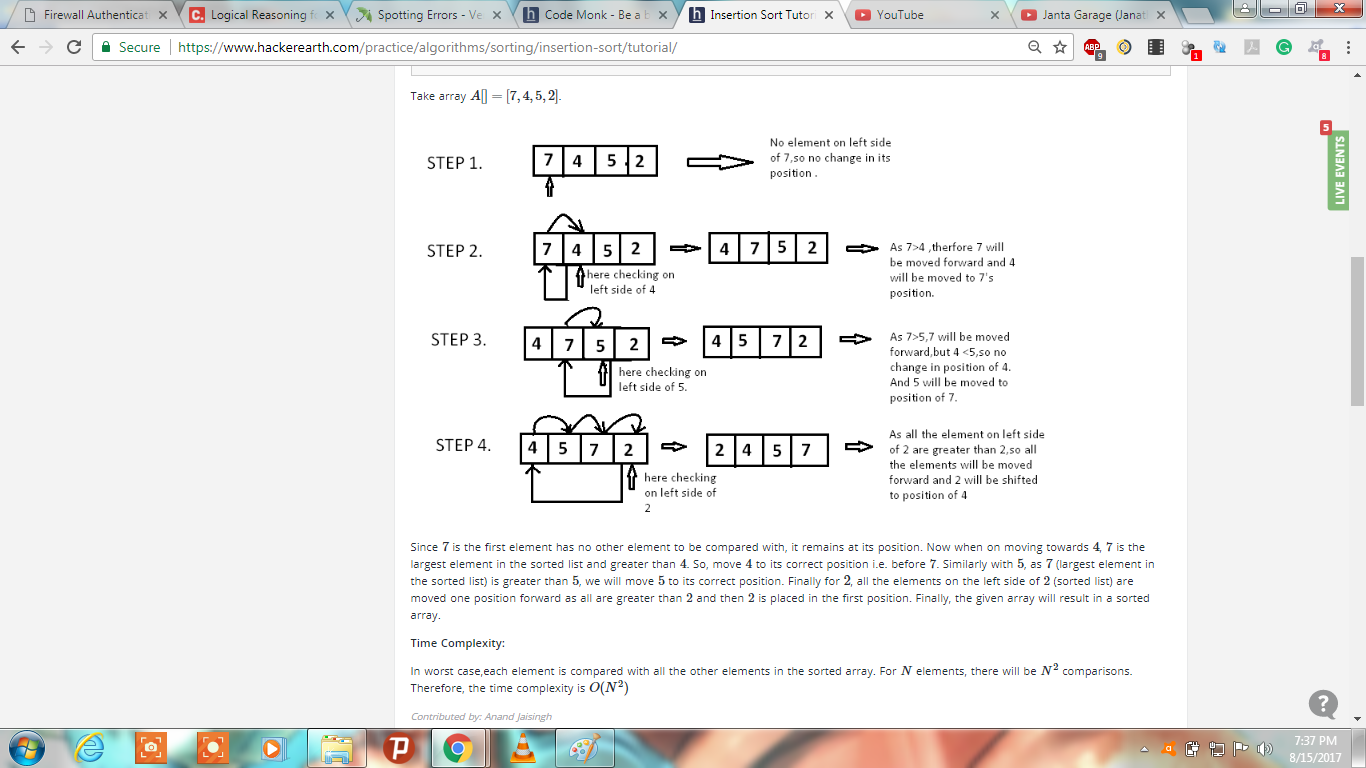 Firewall Authenticat
Logical Reasoning f
Spotting Errors - Ve
Code Monk - Be a b
Insertion Sort Tutor
YouTube
Janta Garage (Janat
Secure
https://www.hackerearth.com/practice/algorithms/sorting/insertion-sort/tutorial/
ABP
9
1
8
Take array A[] = [7, 4, 5, 2].
STEP 1.
7 4 5 2
No element on left side
of 7,so no change in its
position .
STEP 2.
7 4 5 2
here checking on
left side of 4
4 7 5 2
As 7>4 ,therfore 7 will
be moved forward and 4
will be moved to 7's
position.
STEP 3.
4 7 5 2
here checking on
left side of 5.
4 5 7 2
As 7>5,7 will be moved
forward,but 4 <5,so no
change in position of 4.
And 5 will be moved to
position of 7.
STEP 4.
4 5 7 2
here checking
on left side of
2
2 4 5 7
As all the element on left side
of 2 are greater than 2,so all
the elements will be moved
forward and 2 will be shifted
to position of 4
Since 7 is the first element has no other element to be compared with, it remains at its position. Now when on moving towards 4, 7 is the
largest element in the sorted list and greater than 4. So, move 4 to its correct position i.e. before 7. Similarly with 5, as 7 (largest element in
the sorted list) is greater than 5, we will move 5 to its correct position. Finally for 2, all the elements on the left side of 2 (sorted list) are
moved one position forward as all are greater than 2 and then 2 is placed in the first position. Finally, the given array will result in a sorted
array.
Time Complexity:
In worst case,each element is compared with all the other elements in the sorted array. For N elements, there will be N² comparisons.
Therefore, the time complexity is O(N²)
Contributed by: Anand Jaisingh
5
LIVE EVENTS
?
7:37 PM
8/15/2017